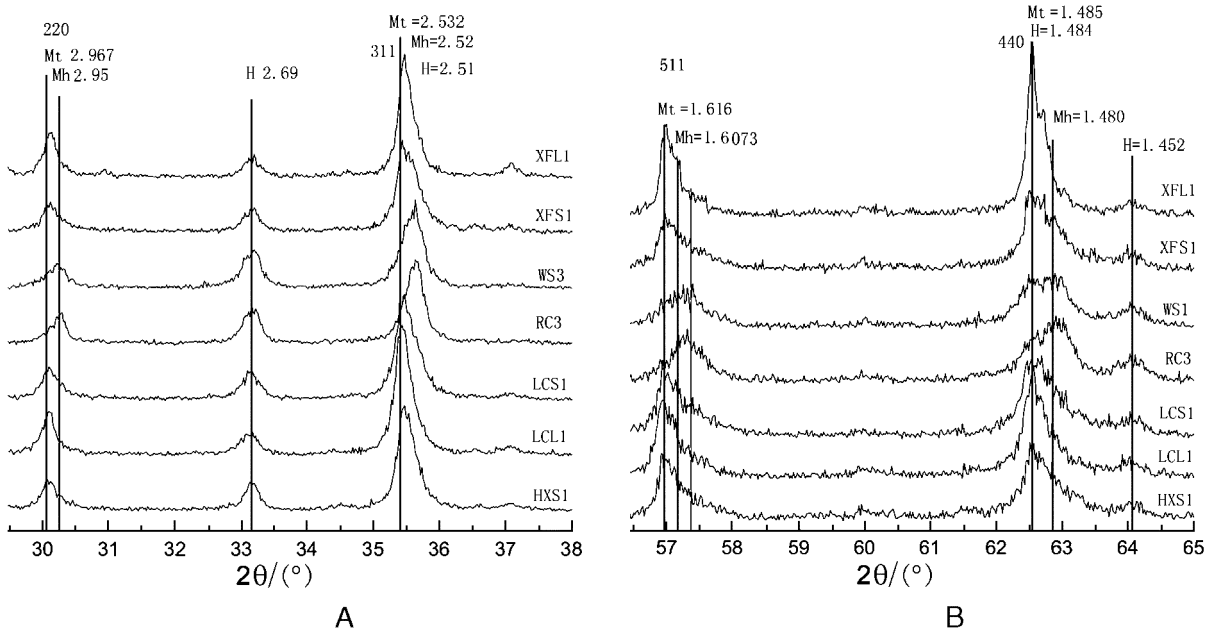 220
Mt 2.967
Mh 2.95
H 2.69
311
Mt=2.532
Mh=2.52
H=2.51
XFL1
XFS1
WS3
RC3
LCS1
LCL1
HXS1
30 31 32 33 34 35 36 37 38
2θ/(°)
A
511
Mt=1.616
Mh=1.6073
440
Mt=1.485
H=1.484
Mh=1.480
H=1.452
XFL1
XFS1
WS1
RC3
LCS1
LCL1
HXS1
57 58 59 60 61 62 63 64 65
2θ/(°)
B